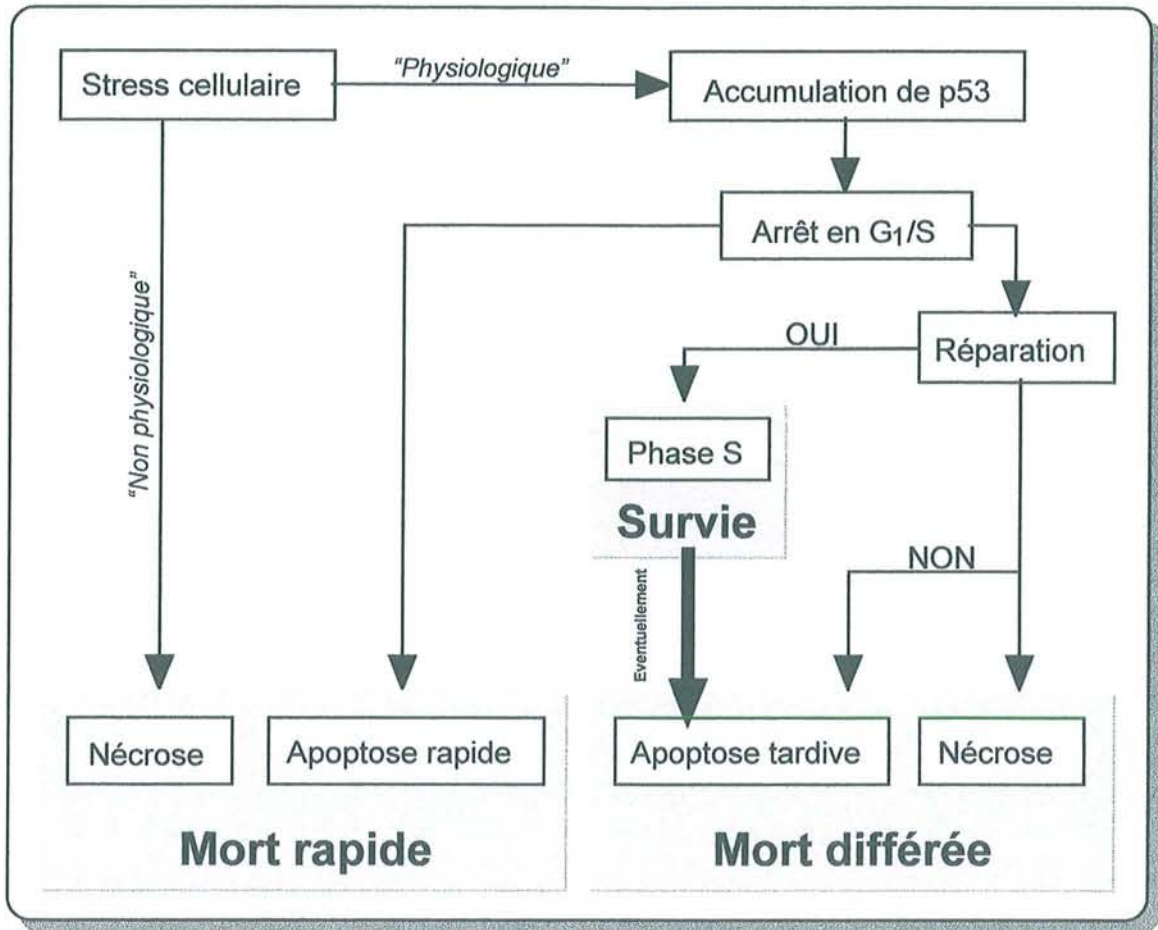 Stress cellulaire
“Physiologique”
Accumulation de p53
Arrêt en G1/S
“Non physiologique”
OUI
Réparation
Phase S
Survie
NON
Eventuellement
Nécrose
Apoptose rapide
Apoptose tardive
Nécrose
Mort rapide
Mort différée